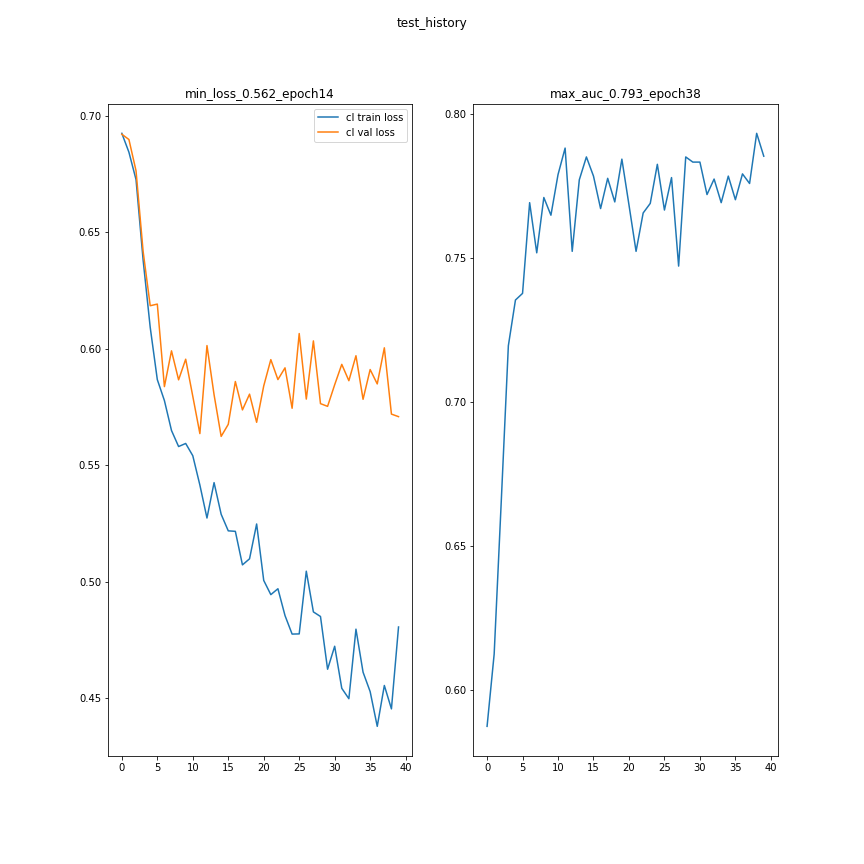 test_history
min_loss_0.562_epoch14
cl train loss
cl val loss
0.70
0.65
0.60
0.55
0.50
0.45
0 5 10 15 20 25 30 35 40
max_auc_0.793_epoch38
0.80
0.75
0.70
0.65
0.60
0 5 10 15 20 25 30 35 40